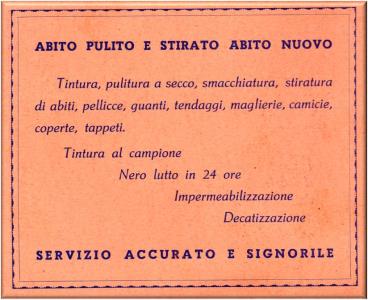 ABITO PULITO E STIRATO ABITO NUOVO
Tintura, pulitura a secco, smacchiatura, stiratura
di abiti, pellicce, guanti, tendaggi, maglierie, camicie,
coperte, tappeti.
Tintura al campione
Nero lutto in 24 ore
Impermeabilizzazione
Decatizzazione
SERVIZIO ACCURATO E SIGNORILE